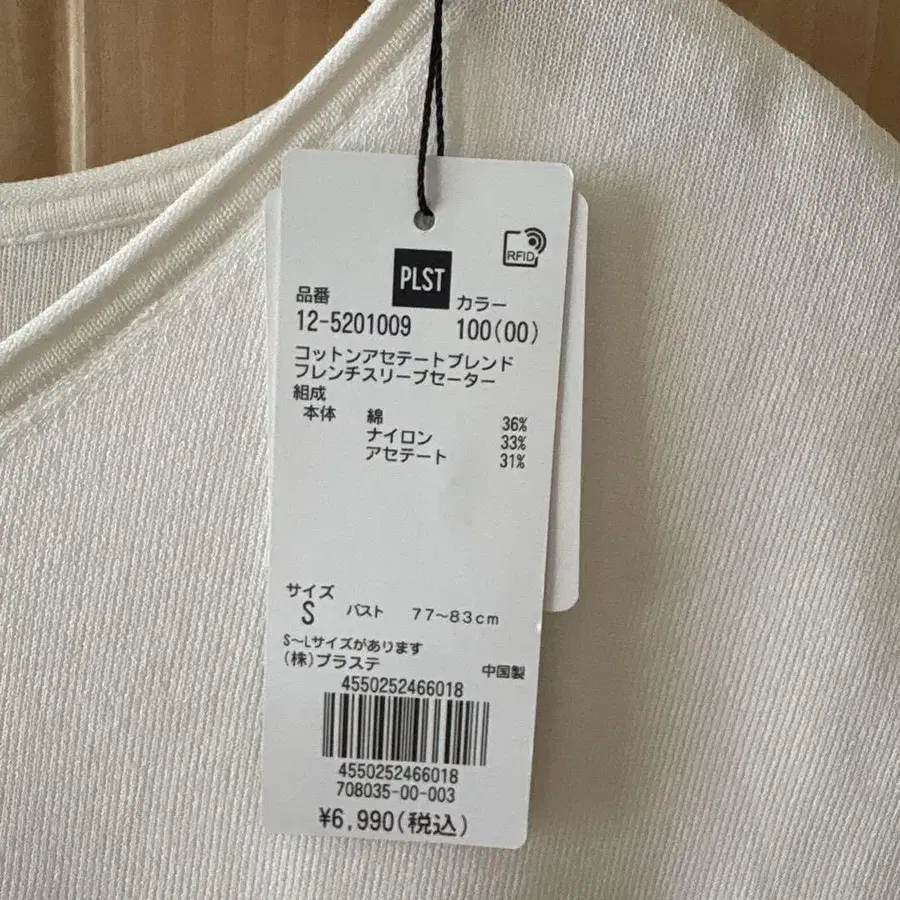 RFID
PLST
品番 カラー
12-5201009 100(00)
コットンアセテートブレンド
フレンチスリーブセーター
組成
本体 綿 36%
ナイロン 33%
アセテート 31%
サイズ
S バスト 77~83cm
S~Lサイズがあります
(株)プラステ 中国製
4550252466018
4550252466018
708035-00-003
¥6,990(税込)